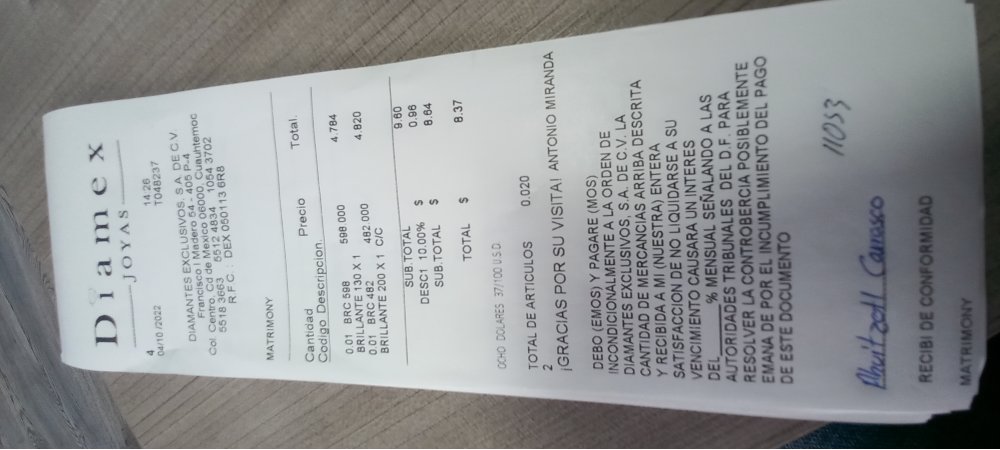 Diamex
JOYAS
4
04/10/2022 14:26
T048237
DIAMANTES EXCLUSIVOS, S.A. DE C.V
Francisco I Madero 54 - 405 P-4
Col. Centro, Cd de Mexico 06000, Cuauhtemoc
5518 3663 5512 4834 1054 3702
R.F.C.: DEX 050113 6R8
MATRIMONY
Cantidad Precio Total.
Codigo Descripcion.
0.01 BRC 598 598.000 4.784
BRILLANTE 130 X 1
0.01 BRC 482 482.000 4.820
BRILLANTE 200 X 1 C/C
SUB.TOTAL 9.60
DESC1 10.00% $ 0.96
SUB.TOTAL $ 8.64
TOTAL $ 8.37
OCHO DOLARES 37/100 U.S.D.
TOTAL DE ARTICULOS 0.020
2
¡GRACIAS POR SU VISITA! ANTONIO MIRANDA
DEBO (EMOS) Y PAGARE (MOS)
INCONDICIONALMENTE A LA ORDEN DE
DIAMANTES EXCLUSIVOS, S.A. DE C.V. LA
CANTIDAD DE MERCANCIAS ARRIBA DESCRITA
Y RECIBIDA A MI (NUESTRA) ENTERA
SATISFACCION DE NO LIQUIDARSE A SU
VENCIMIENTO CAUSARA UN INTERES
DEL ____% MENSUAL SEÑALANDO A LAS
AUTORIDADES TRIBUNALES DEL D.F. PARA
RESOLVER LA CONTROBERCIA POSIBLEMENTE
EMANA DE POR EL INCUMPLIMIENTO DEL PAGO
DE ESTE DOCUMENTO
11033
Carrasco
RECIBI DE CONFORMIDAD
MATRIMONY